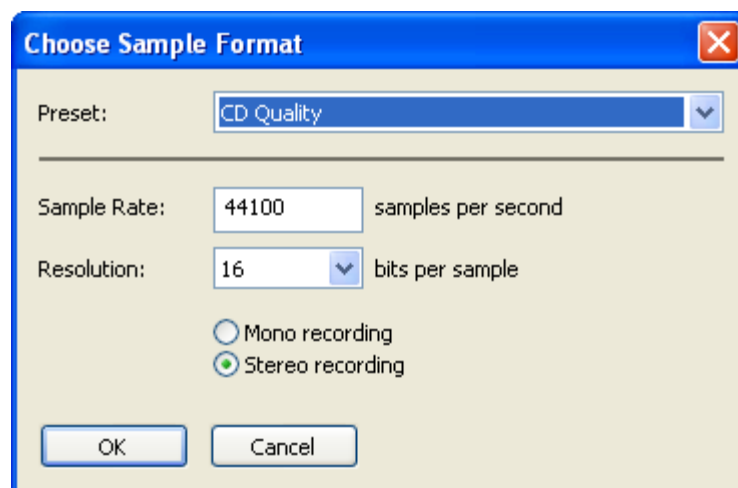 Choose Sample Format
Preset: CD Quality
Sample Rate: 44100 samples per second
Resolution: 16 bits per sample
Mono recording
Stereo recording
OK Cancel